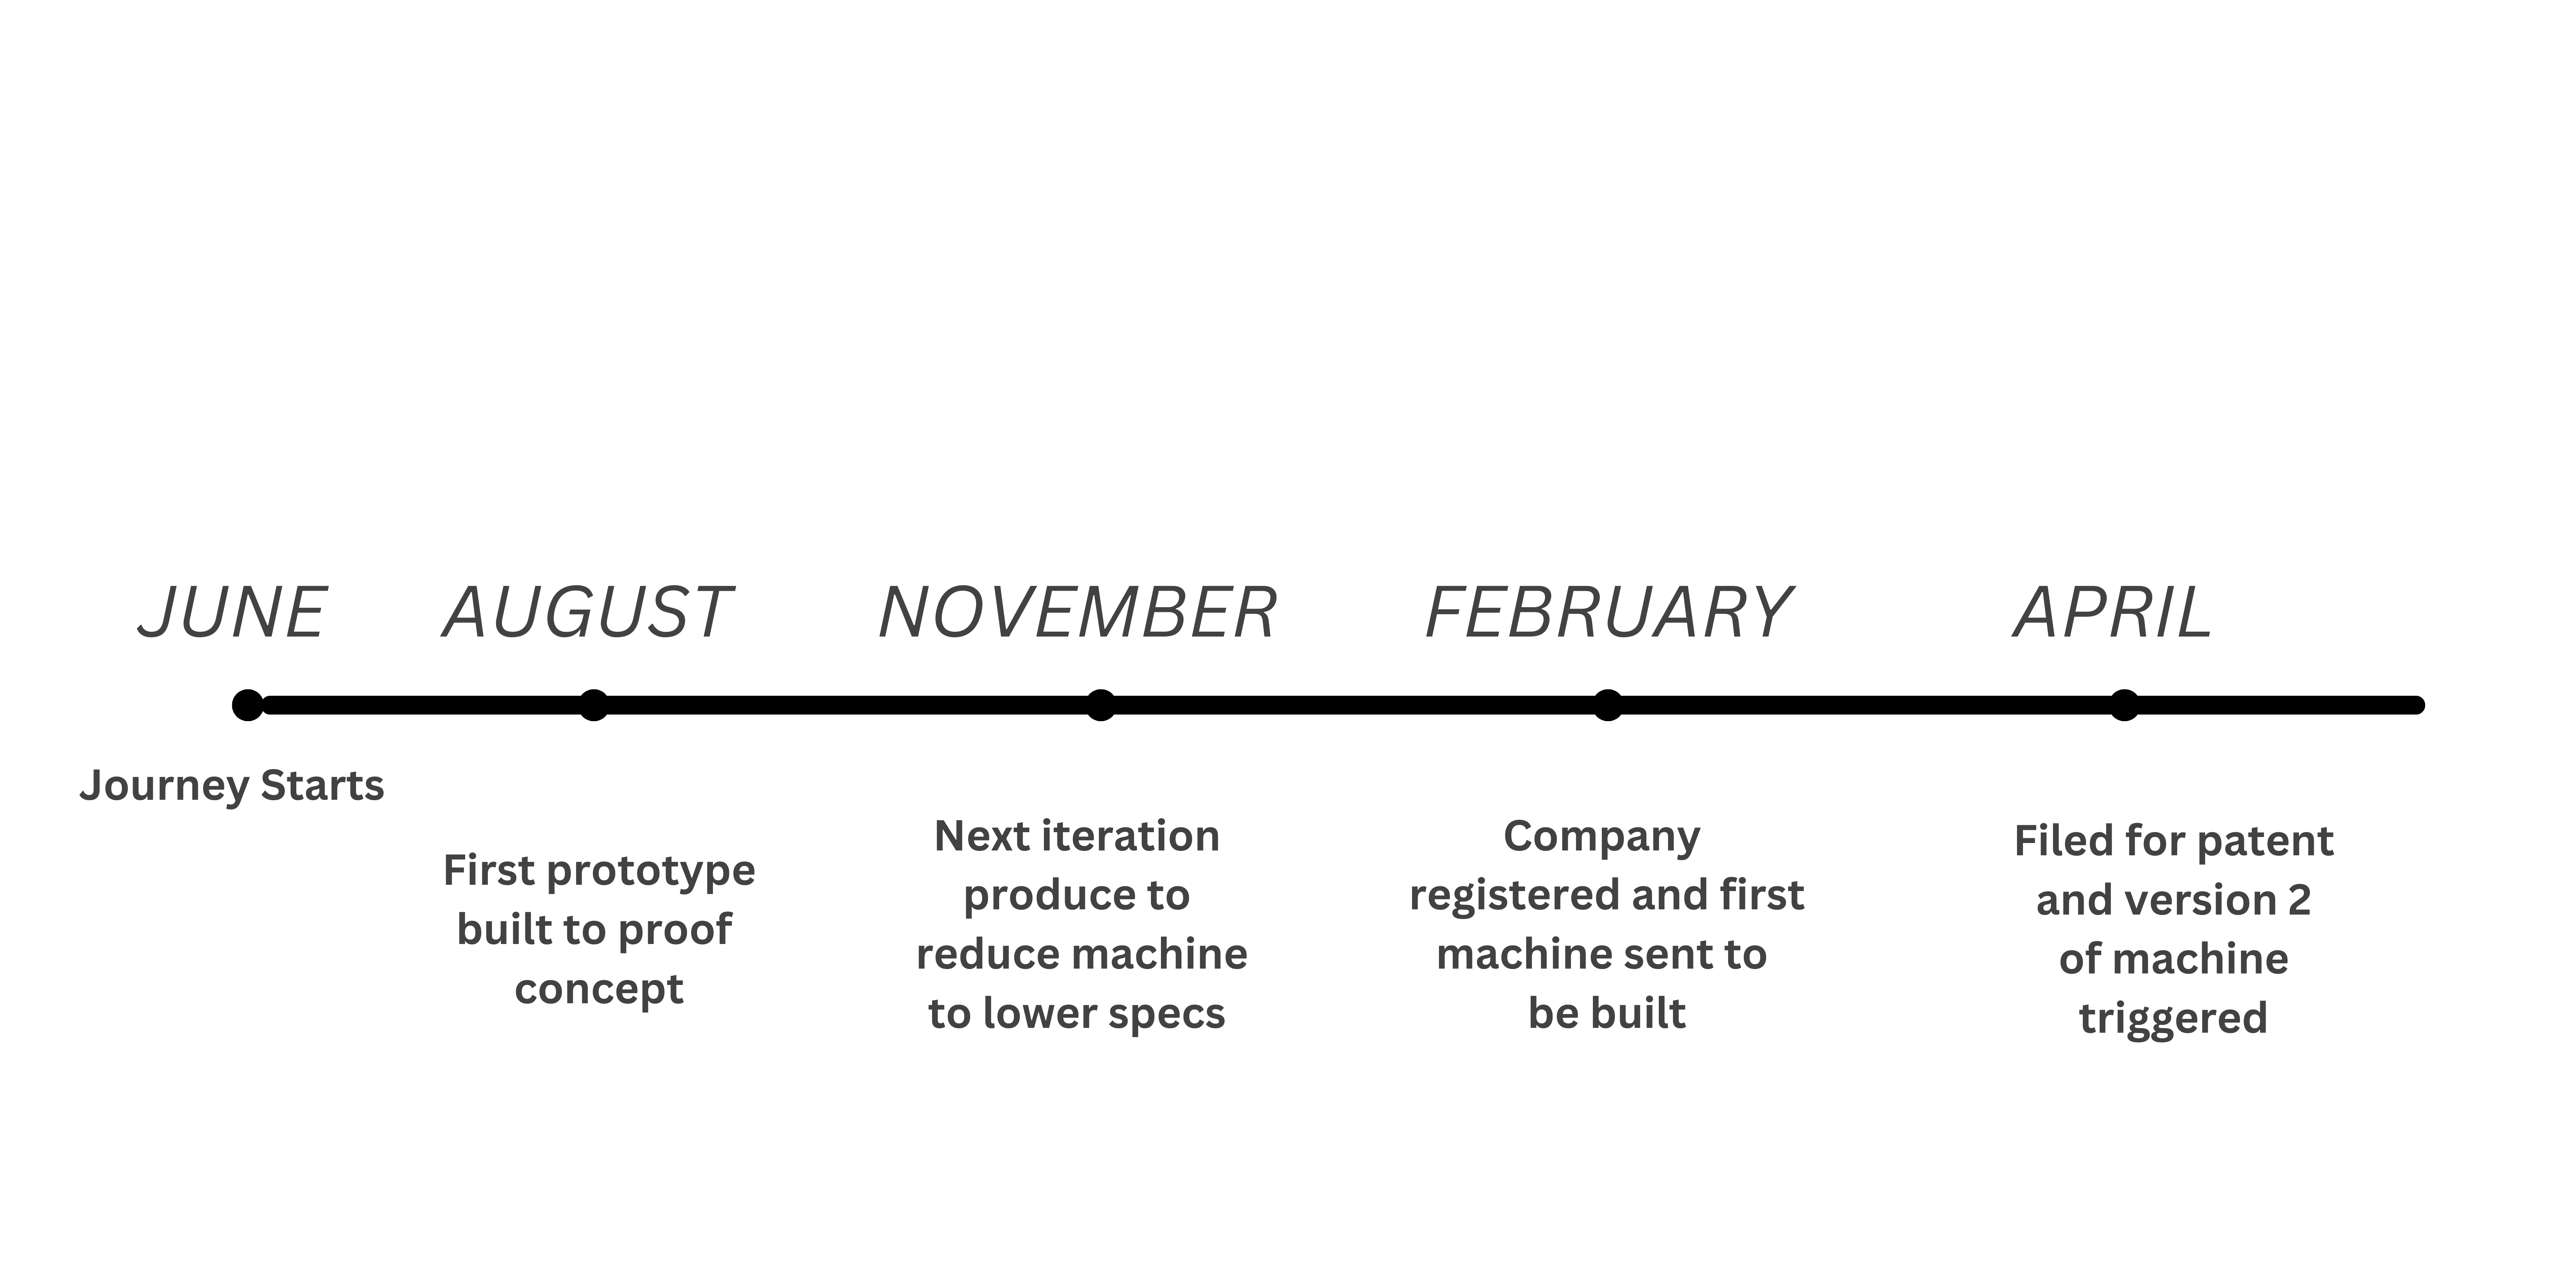 JUNE
AUGUST
NOVEMBER
FEBRUARY
APRIL
Journey Starts
First prototype
built to proof
concept
Next iteration
produce to
reduce machine
to lower specs
Company
registered and first
machine sent to
be built
Filed for patent
and version 2
of machine
triggered